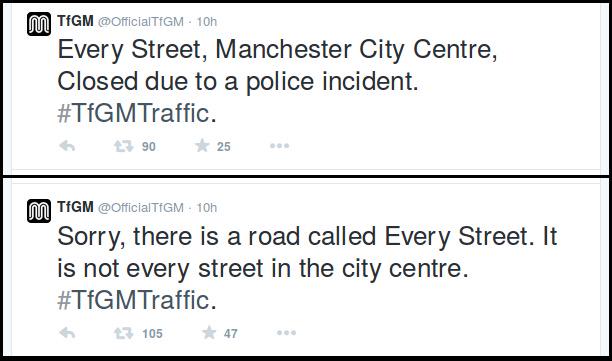 TfGM @OfficialTfGM · 10h
Every Street, Manchester City Centre,
Closed due to a police incident.
#TfGMTraffic.
90 25
TfGM @OfficialTfGM · 10h
Sorry, there is a road called Every Street. It
is not every street in the city centre.
#TfGMTraffic.
105 47